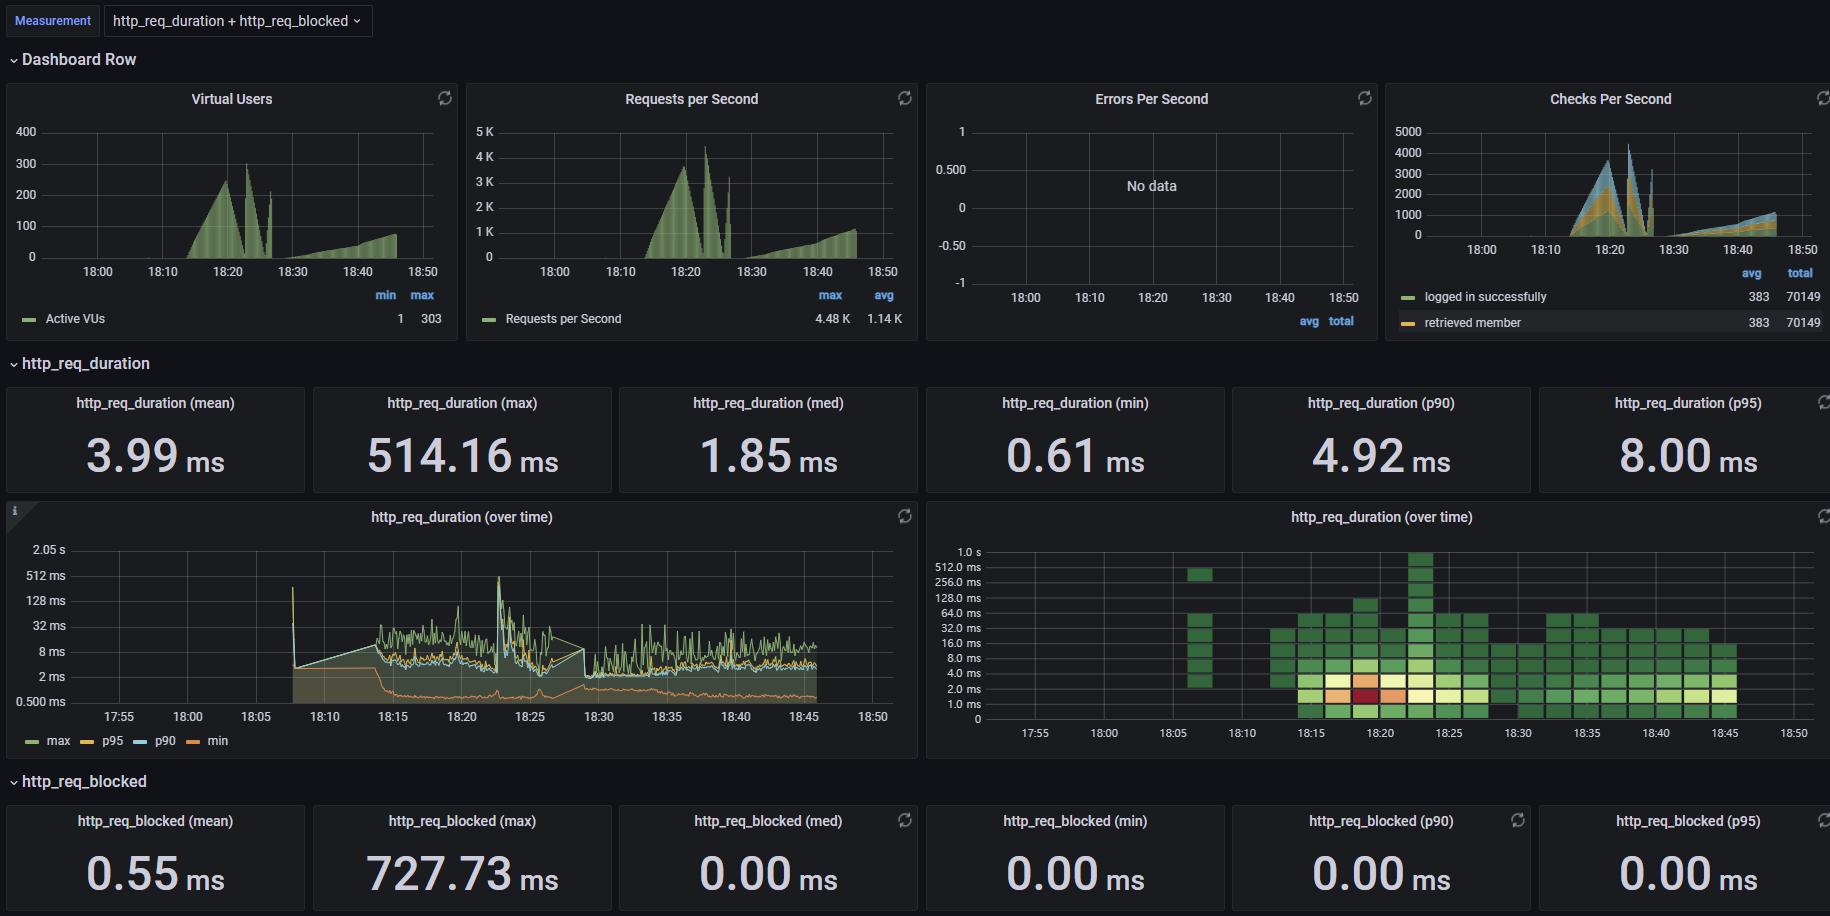 Measurement http_req_duration + http_req_blocked
Dashboard Row
Virtual Users
400
300
200
100
0
18:00 18:10 18:20 18:30 18:40 18:50
min max
Active VUs 1 303
Requests per Second
5 K
4 K
3 K
2 K
1 K
0
18:00 18:10 18:20 18:30 18:40 18:50
max avg
Requests per Second 4.48 K 1.14 K
Errors Per Second
1
0.500
0
-0.50
-1
No data
18:00 18:10 18:20 18:30 18:40 18:50
avg total
Checks Per Second
5000
4000
3000
2000
1000
0
18:00 18:10 18:20 18:30 18:40 18:50
avg total
logged in successfully 383 70149
retrieved member 383 70149
http_req_duration
http_req_duration (mean)
3.99 ms
http_req_duration (max)
514.16 ms
http_req_duration (med)
1.85 ms
http_req_duration (min)
0.61 ms
http_req_duration (p90)
4.92 ms
http_req_duration (p95)
8.00 ms
i
http_req_duration (over time)
2.05 s
512 ms
128 ms
32 ms
8 ms
2 ms
0.500 ms
17:55 18:00 18:05 18:10 18:15 18:20 18:25 18:30 18:35 18:40 18:45 18:50
max p95 p90 min
http_req_duration (over time)
1.0 s
512.0 ms
256.0 ms
128.0 ms
64.0 ms
32.0 ms
16.0 ms
8.0 ms
4.0 ms
2.0 ms
1.0 ms
0
17:55 18:00 18:05 18:10 18:15 18:20 18:25 18:30 18:35 18:40 18:45 18:50
http_req_blocked
http_req_blocked (mean)
0.55 ms
http_req_blocked (max)
727.73 ms
http_req_blocked (med)
0.00 ms
http_req_blocked (min)
0.00 ms
http_req_blocked (p90)
0.00 ms
http_req_blocked (p95)
0.00 ms